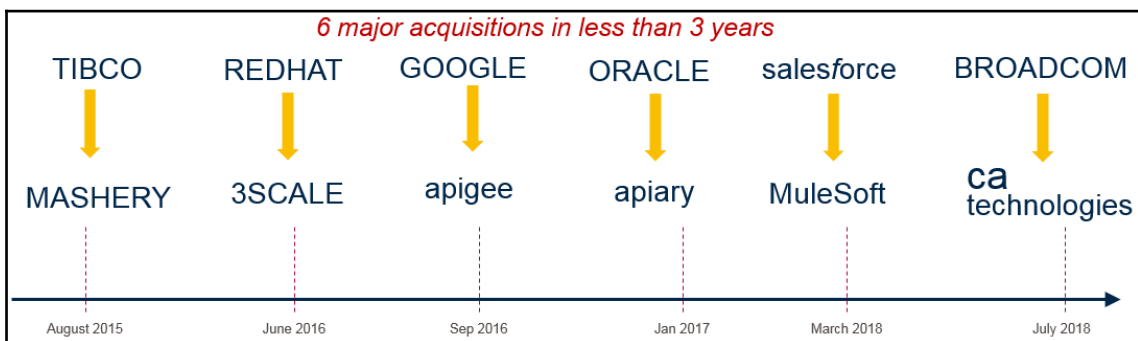 6 major acquisitions in less than 3 years
TIBCO REDHAT GOOGLE ORACLE salesforce BROADCOM
MASHERY 3SCALE apigee apiary MuleSoft ca
technologies
August 2015 June 2016 Sep 2016 Jan 2017 March 2018 July 2018